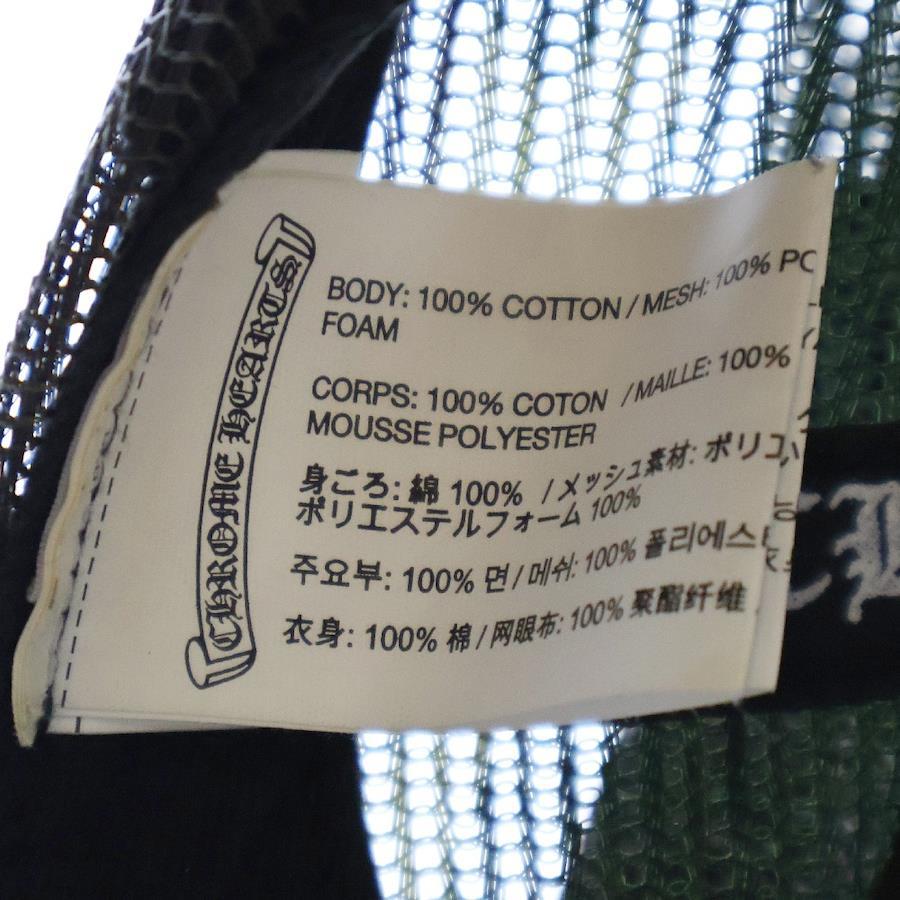 CHROME HEARTS
BODY: 100% COTTON / MESH: 100% PO
FOAM
CORPS: 100% COTON / MAILLE: 100%
MOUSSE POLYESTER
身ごろ: 綿 100% / メッシュ素材: ポリエ
ポリエステルフォーム 100%
주요부: 100% 면 / 메쉬: 100% 폴리에스
衣身: 100% 棉 / 网眼布: 100% 聚酯纤维